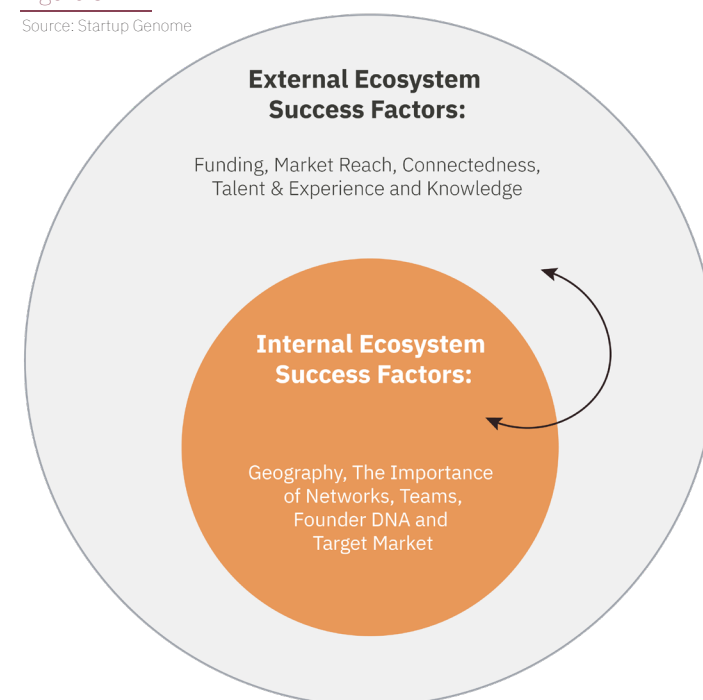 Source: Startup Genome
External Ecosystem
Success Factors:
Funding, Market Reach, Connectedness,
Talent & Experience and Knowledge
Internal Ecosystem
Success Factors:
Geography, The Importance
of Networks, Teams,
Founder DNA and
Target Market